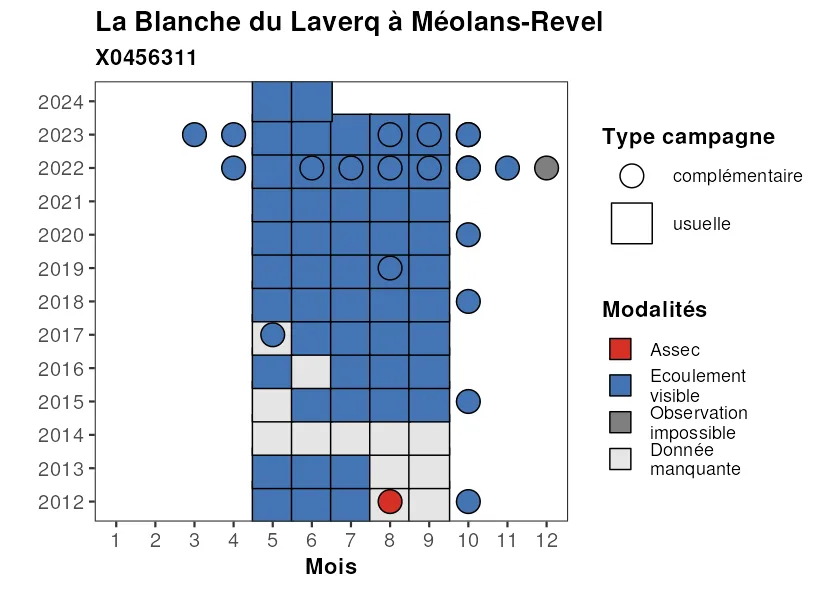 La Blanche du Laverq à Méolans-Revel
X0456311
2024
2023
2022
2021
2020
2019
2018
2017
2016
2015
2014
2013
2012
1 2 3 4 5 6 7 8 9 10 11 12
Mois
Type campagne
complémentaire
usuelle
Modalités
Assec
Ecoulement
visible
Observation
impossible
Donnée
manquante